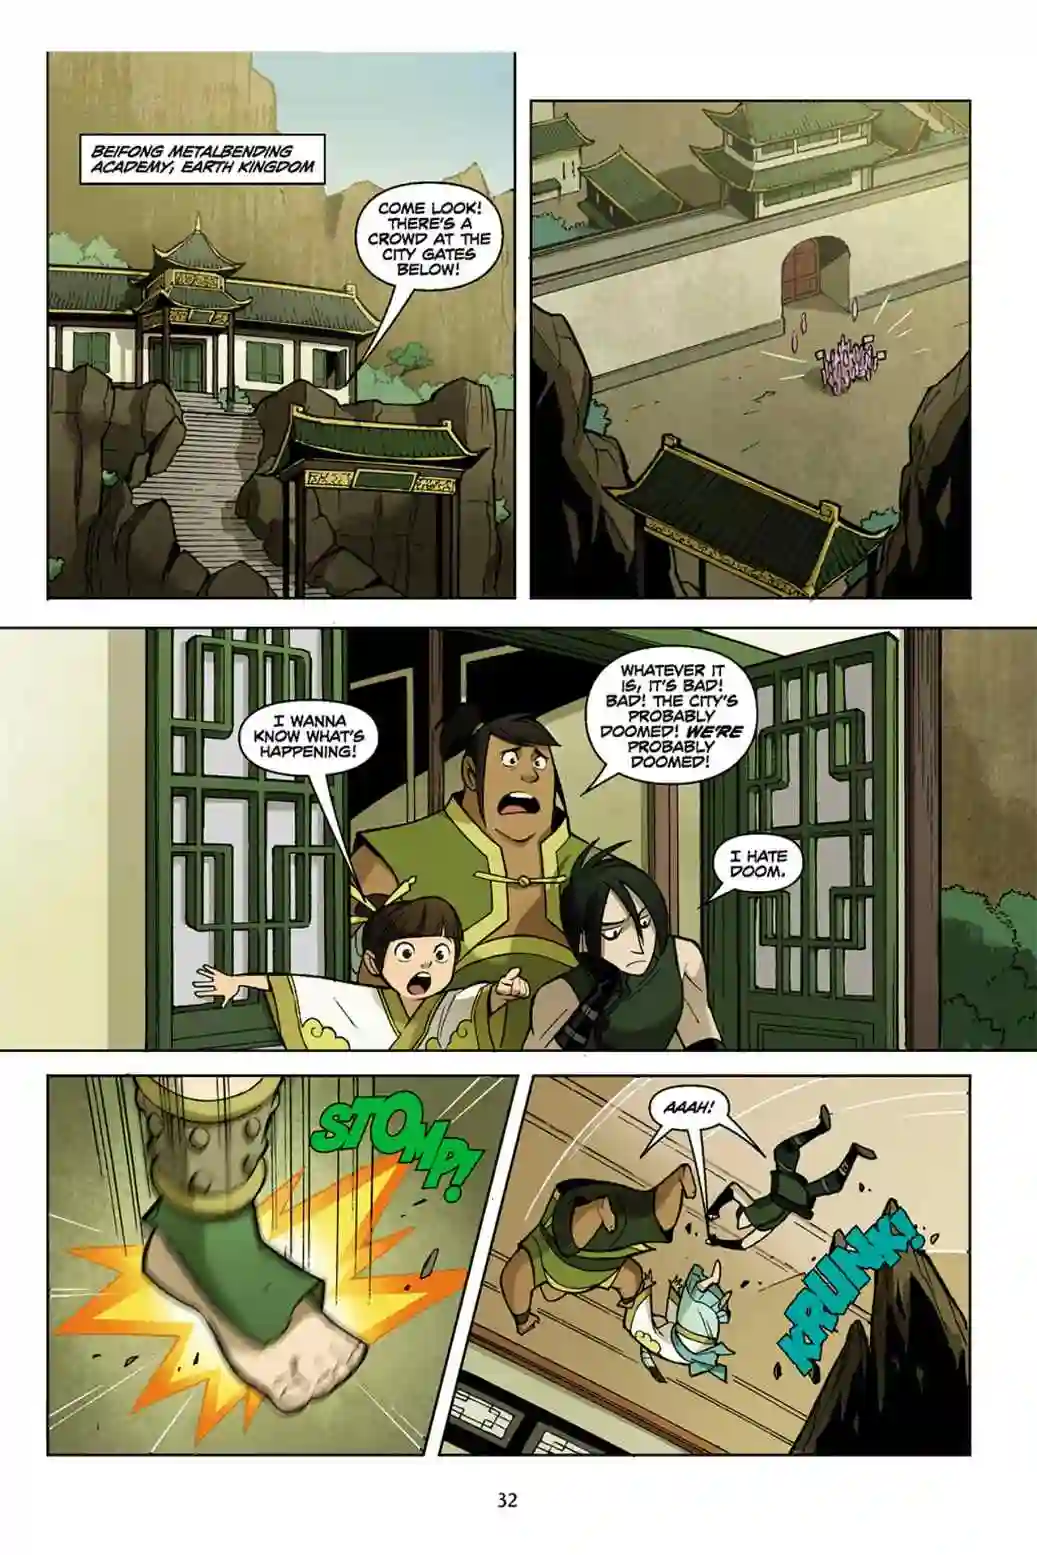 BEIFONG METALBENDING
ACADEMY, EARTH KINGDOM
COME LOOK!
THERE'S A
CROWD AT THE
CITY GATES
BELOW!
I WANNA
KNOW WHAT'S
HAPPENING!
WHATEVER IT
IS, IT'S BAD!
BAD! THE CITY'S
PROBABLY
DOOMED! WE'RE
PROBABLY
DOOMED!
I HATE
DOOM.
STOMP!
AAAH!
KRUNK!
32